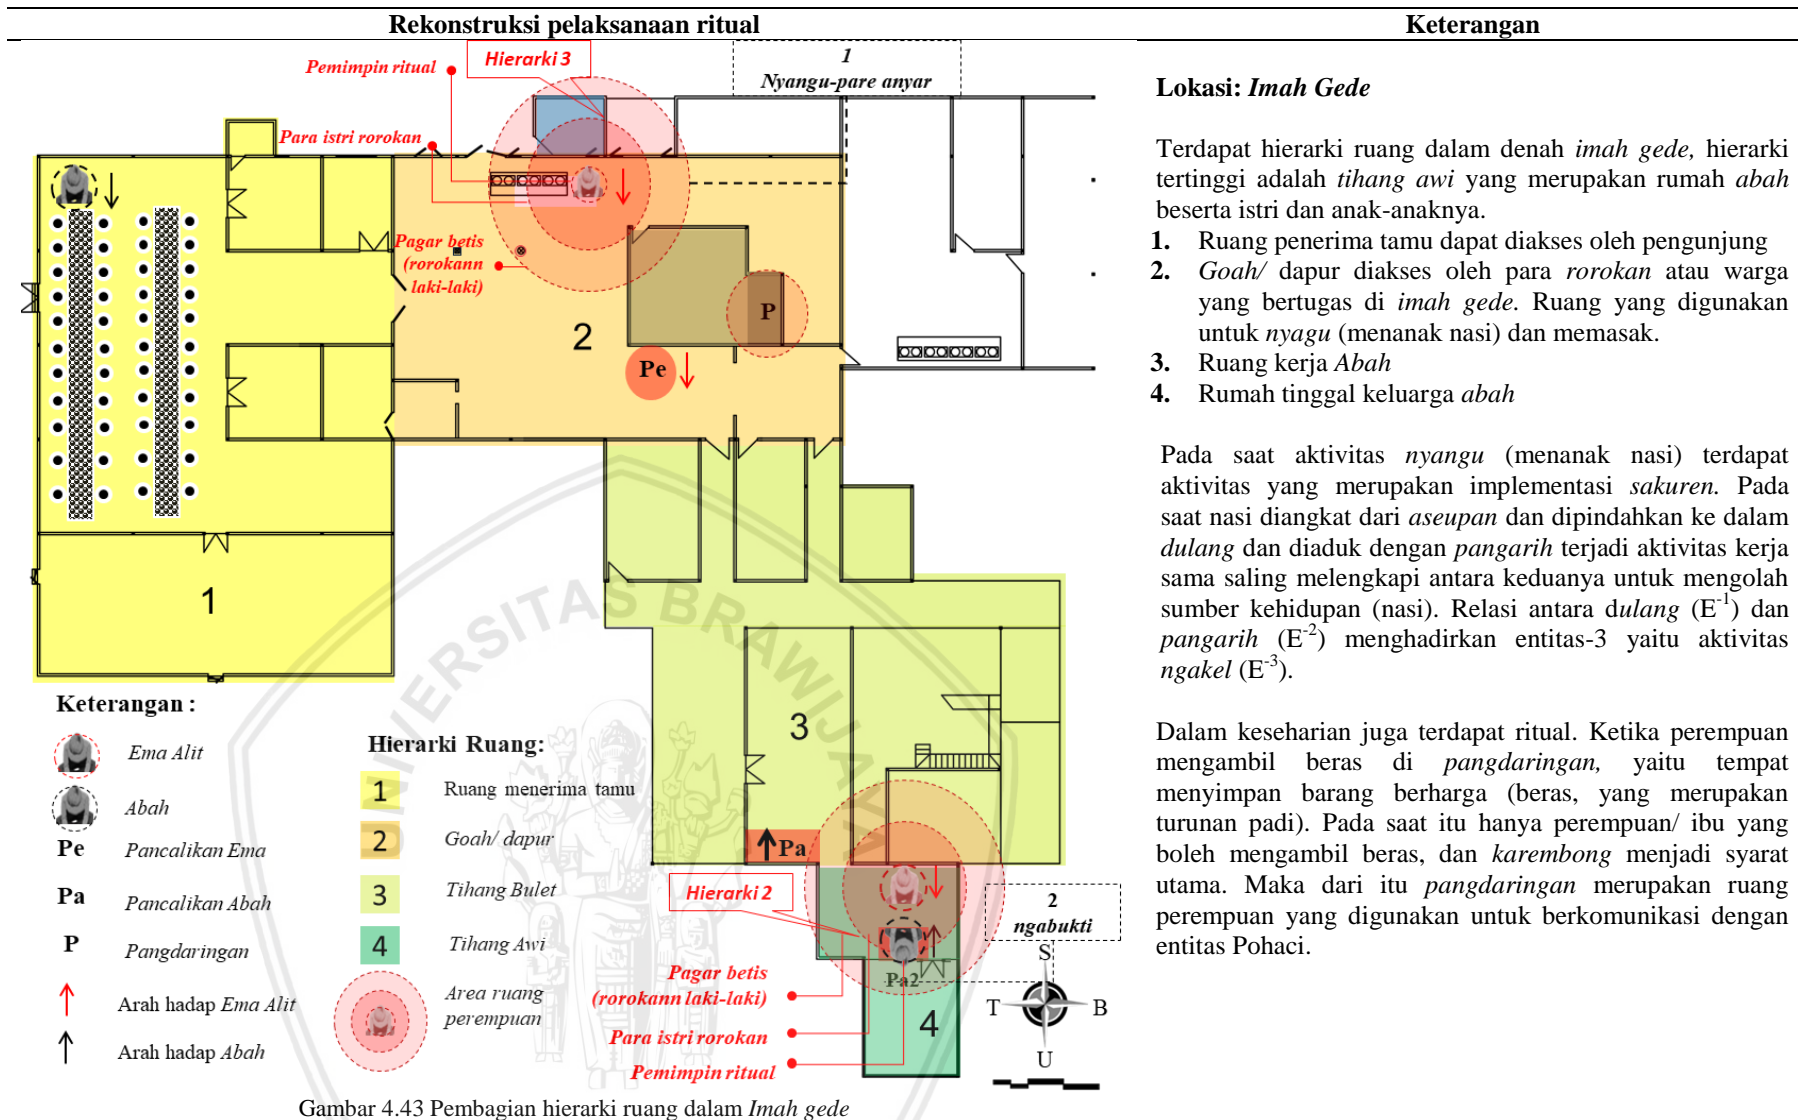 Rekonstruksi pelaksanaan ritual
Keterangan
Pemimpin ritual
Hierarki 3
1
Nyangu-pare anyar
Para istri rorokan
Pagar betis
(rorokann
laki-laki)
P
2
Pe
1
3
Pa
Hierarki 2
2
ngabukti
Pagar betis
(rorokann laki-laki)
Pa2
Para istri rorokan
4
Pemimpin ritual
S
T
B
U
Keterangan :
Ema Alit
Abah
Pe Pancalikan Ema
Pa Pancalikan Abah
P Pangdaringan
Arah hadap Ema Alit
Arah hadap Abah
Hierarki Ruang:
1 Ruang menerima tamu
2 Goah/ dapur
3 Tihang Bulet
4 Tihang Awi
Area ruang
perempuan
UNIVERSITAS BRAWIJAYA
Gambar 4.43 Pembagian hierarki ruang dalam Imah gede
Lokasi: Imah Gede
Terdapat hierarki ruang dalam denah imah gede, hierarki
tertinggi adalah tihang awi yang merupakan rumah abah
beserta istri dan anak-anaknya.
1. Ruang penerima tamu dapat diakses oleh pengunjung
2. Goah/ dapur diakses oleh para rorokan atau warga
yang bertugas di imah gede. Ruang yang digunakan
untuk nyagu (menanak nasi) dan memasak.
3. Ruang kerja Abah
4. Rumah tinggal keluarga abah
Pada saat aktivitas nyangu (menanak nasi) terdapat
aktivitas yang merupakan implementasi sakuren. Pada
saat nasi diangkat dari aseupan dan dipindahkan ke dalam
dulang dan diaduk dengan pangarih terjadi aktivitas kerja
sama saling melengkapi antara keduanya untuk mengolah
sumber kehidupan (nasi). Relasi antara dulang (E⁻¹) dan
pangarih (E⁻²) menghadirkan entitas-3 yaitu aktivitas
ngakel (E⁻³).
Dalam keseharian juga terdapat ritual. Ketika perempuan
mengambil beras di pangdaringan, yaitu tempat
menyimpan barang berharga (beras, yang merupakan
turunan padi). Pada saat itu hanya perempuan/ ibu yang
boleh mengambil beras, dan karembong menjadi syarat
utama. Maka dari itu pangdaringan merupakan ruang
perempuan yang digunakan untuk berkomunikasi dengan
entitas Pohaci.